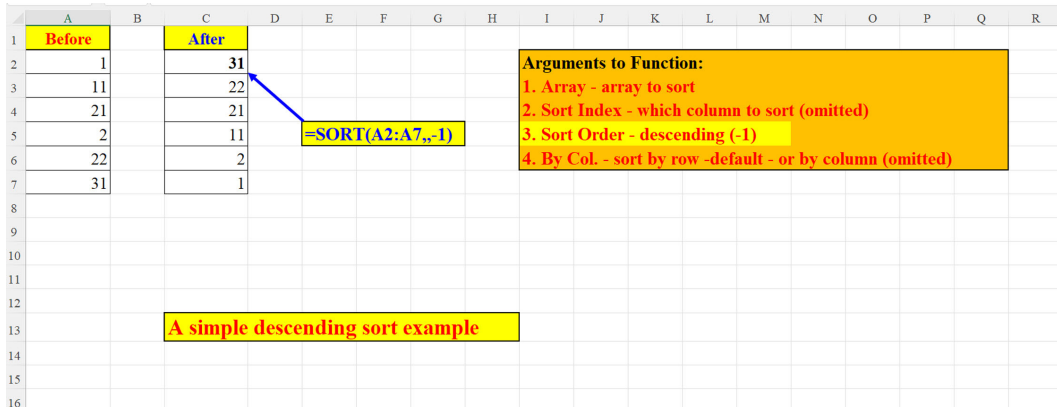 A B C D E F G H I J K L M N O P Q R
1 Before After
2 1 31 Arguments to Function:
3 11 22 1. Array - array to sort
4 21 21 2. Sort Index - which column to sort (omitted)
5 2 11 =SORT(A2:A7,,-1) 3. Sort Order - descending (-1)
6 22 2 4. By Col. - sort by row -default - or by column (omitted)
7 31 1
8
9
10
11
12
13 A simple descending sort example
14
15
16